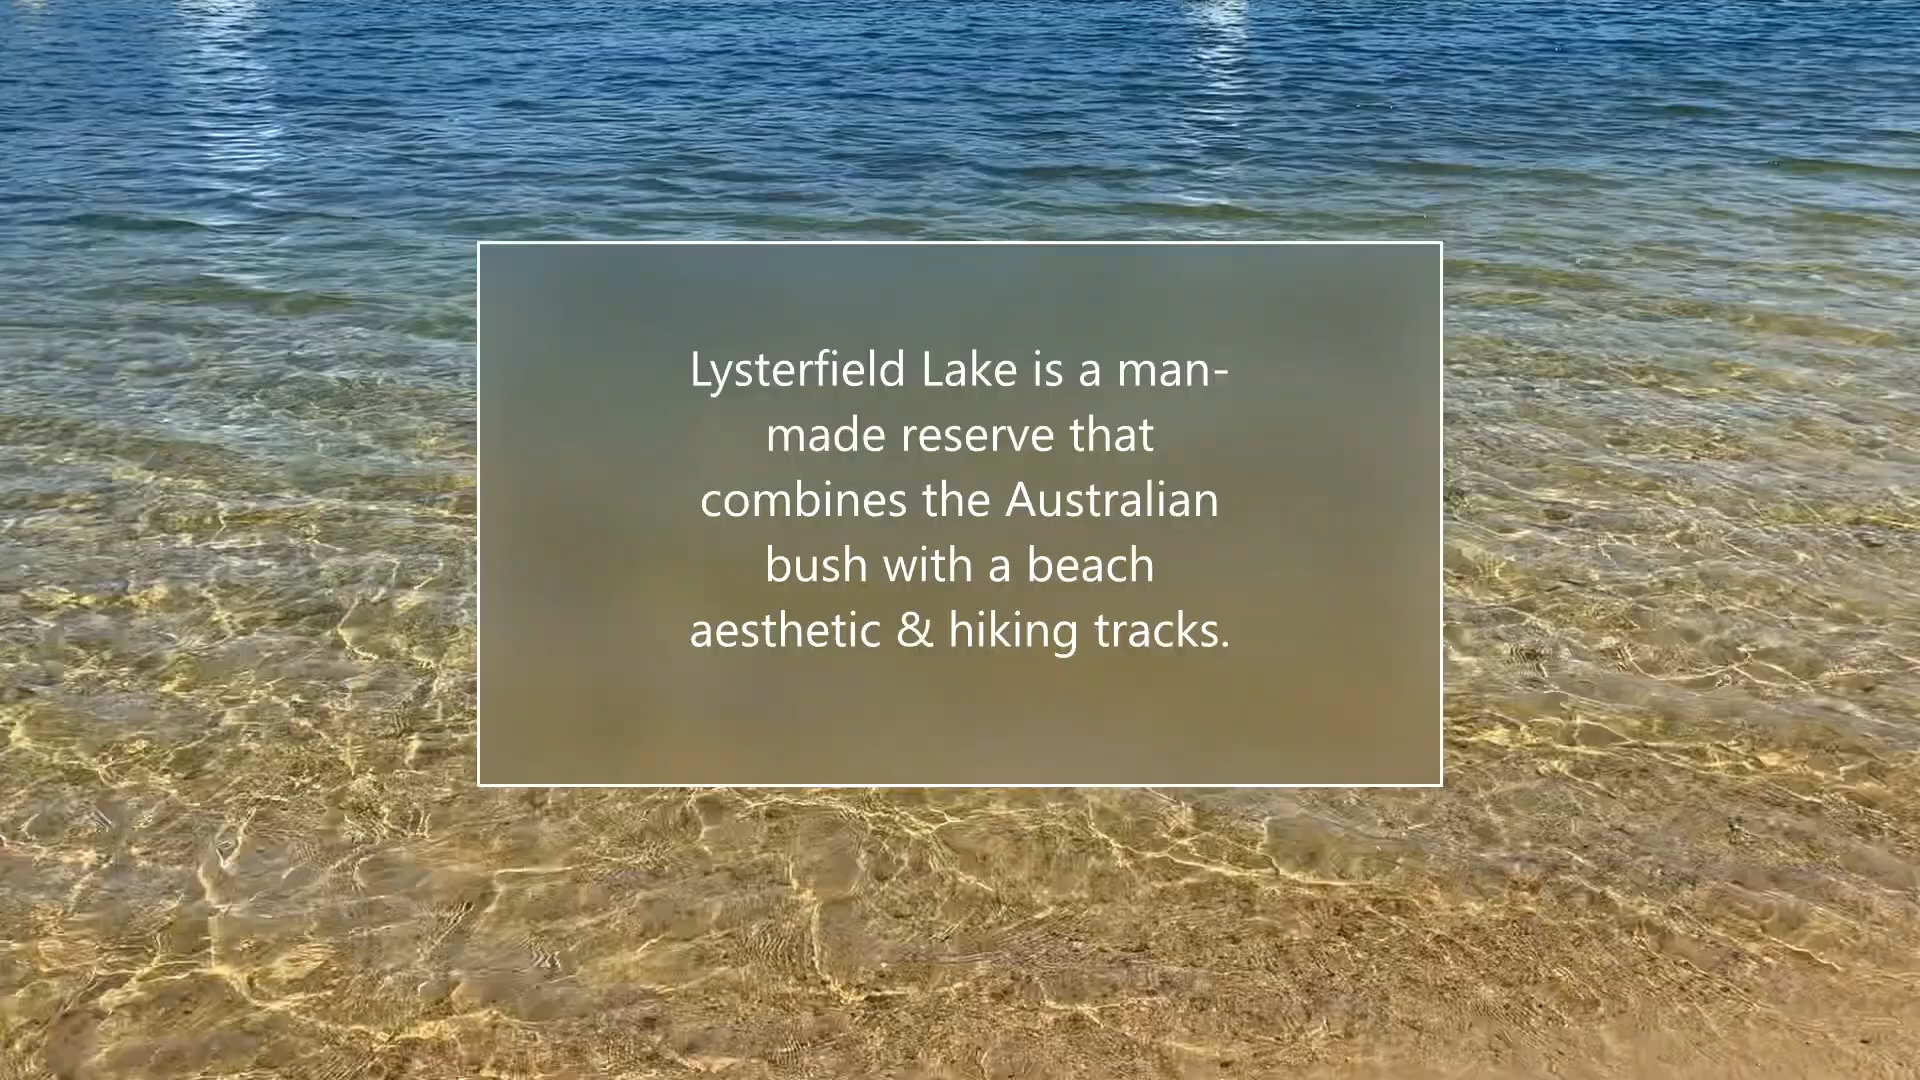 Lysterfield Lake is a man-
made reserve that
combines the Australian
bush with a beach
aesthetic & hiking tracks.